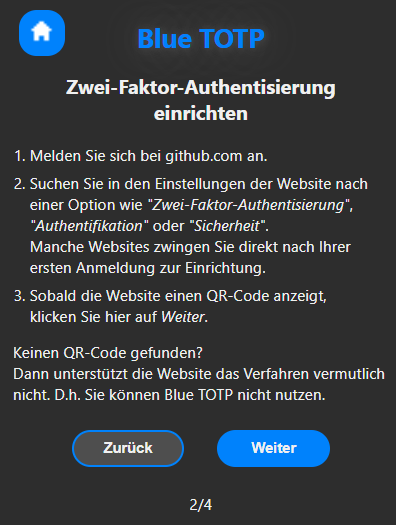 Blue TOTP
Zwei-Faktor-Authentisierung
einrichten
1. Melden Sie sich bei github.com an.
2. Suchen Sie in den Einstellungen der Website nach
einer Option wie "Zwei-Faktor-Authentisierung",
"Authentifikation" oder "Sicherheit".
Manche Websites zwingen Sie direkt nach Ihrer
ersten Anmeldung zur Einrichtung.
3. Sobald die Website einen QR-Code anzeigt,
klicken Sie hier auf Weiter.
Keinen QR-Code gefunden?
Dann unterstützt die Website das Verfahren vermutlich
nicht. D.h. Sie können Blue TOTP nicht nutzen.
Zurück Weiter
2/4